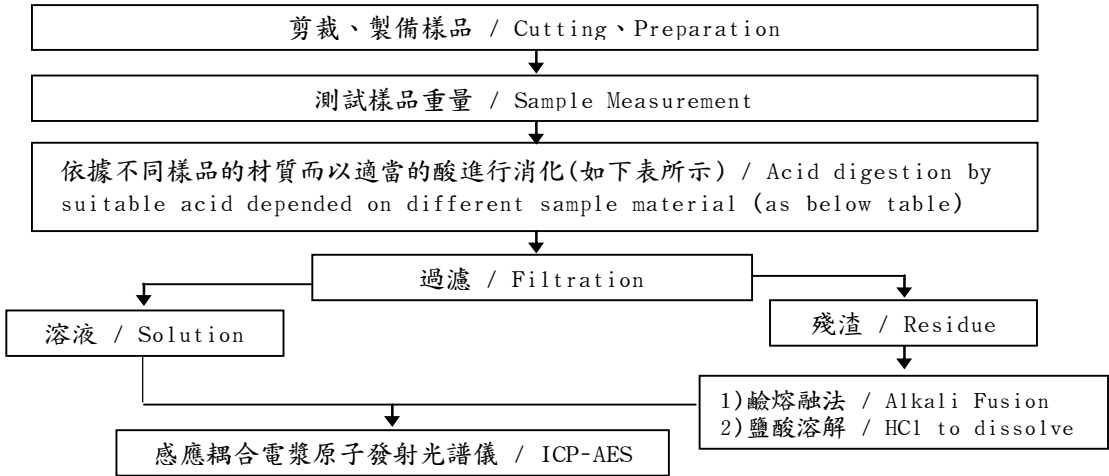 剪裁、製備樣品 / Cutting、Preparation
測試樣品重量 / Sample Measurement
依據不同樣品的材質而以適當的酸進行消化(如下表所示) / Acid digestion by
suitable acid depended on different sample material (as below table)
過濾 / Filtration
溶液 / Solution
殘渣 / Residue
1)鹼熔融法 / Alkali Fusion
2)鹽酸溶解 / HCl to dissolve
感應耦合電漿原子發射光譜儀 / ICP-AES